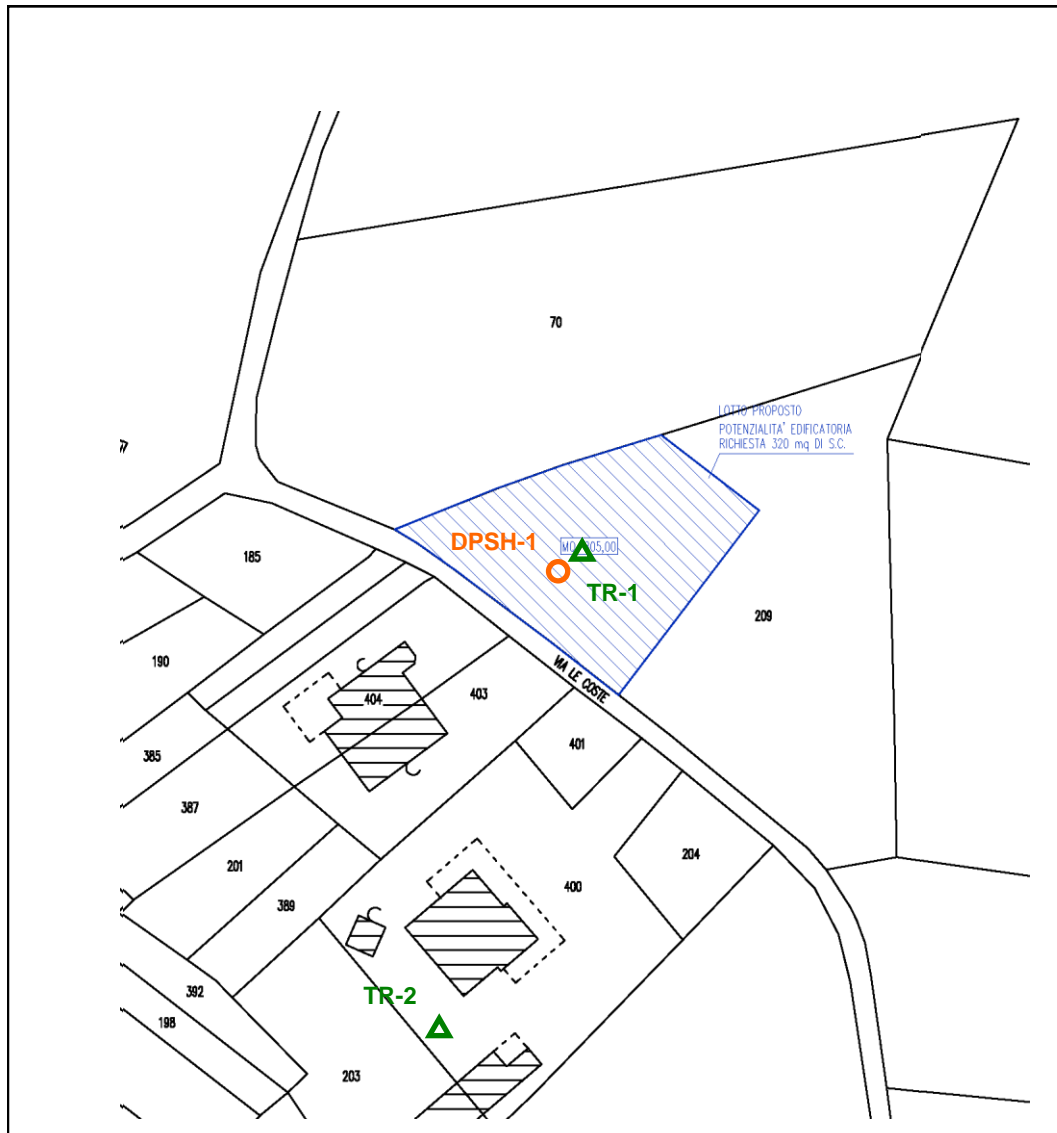 70
LOTTO PROPOSTO
POTENZIALITA' EDIFICATORIA
RICHIESTA 320 mq DI S.C.
DPSH-1
TR-1
185
209
190
VIA LE COSTE
404
403
401
385
387
204
201
400
389
TR-2
392
198
203